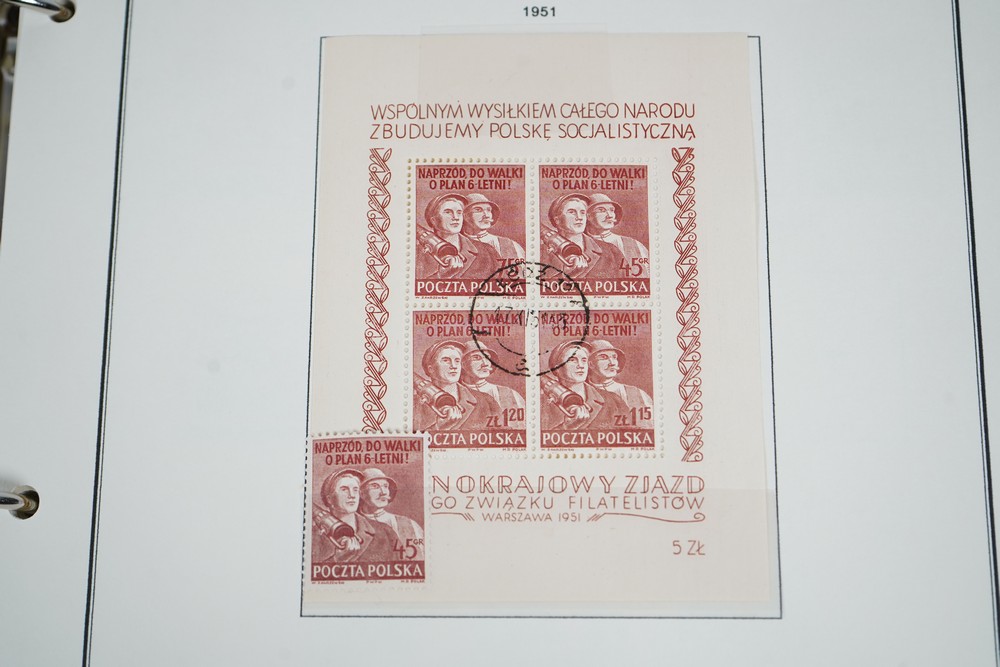 1951
WSPÓLNYM WYSIŁKIEM CAŁEGO NARODU
ZBUDUJEMY POLSKĘ SOCJALISTYCZNĄ
NAPRZÓD, DO WALKI
O PLAN 6-LETNI!
75 GR
POCZTA POLSKA
NAPRZÓD, DO WALKI
O PLAN 6-LETNI!
45 GR
POCZTA POLSKA
NAPRZÓD, DO WALKI
O PLAN 6-LETNI!
ZŁ 1.20
POCZTA POLSKA
NAPRZÓD, DO WALKI
O PLAN 6-LETNI!
ZŁ 1.15
POCZTA POLSKA
NOKRAJOWY ZJAZD
GO ZWIĄZKU FILATELISTÓW
WARSZAWA 1951
5 ZŁ
NAPRZÓD, DO WALKI
O PLAN 6-LETNI!
45 GR
POCZTA POLSKA